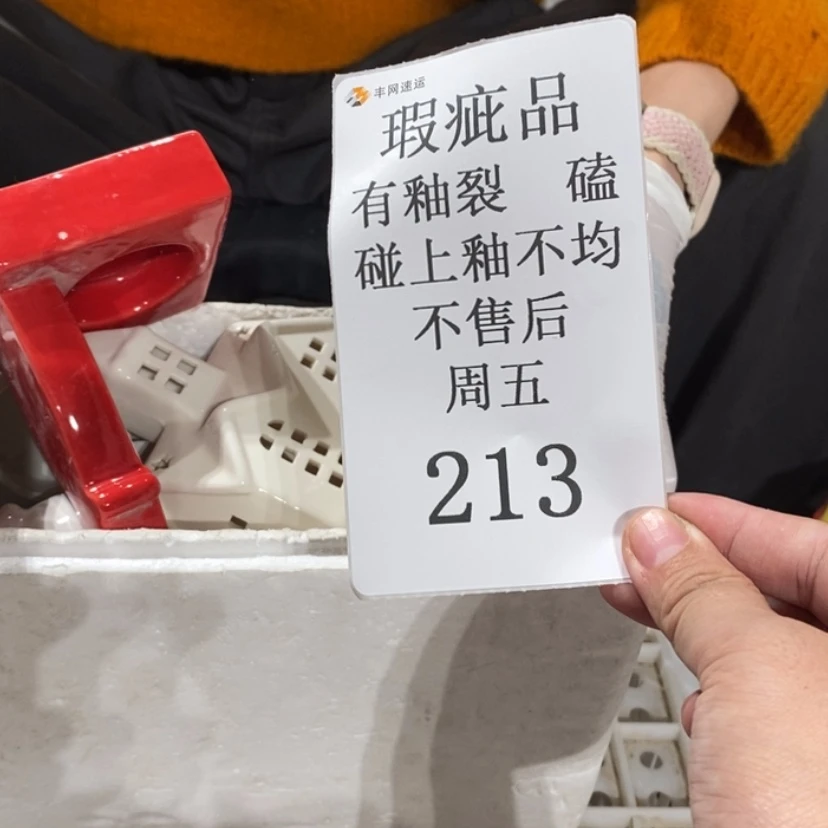 丰网速运
瑕疵品
有釉裂 磕
碰上釉不均
不售后
周五
213